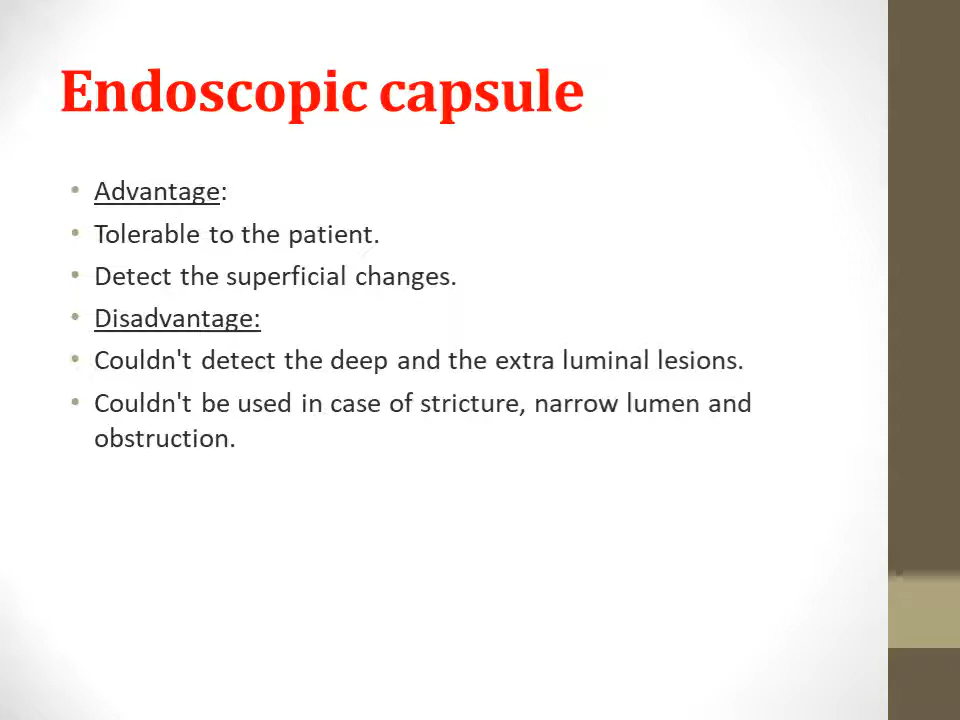 Endoscopic capsule
• Advantage:
• Tolerable to the patient.
• Detect the superficial changes.
• Disadvantage:
• Couldn't detect the deep and the extra luminal lesions.
• Couldn't be used in case of stricture, narrow lumen and
obstruction.